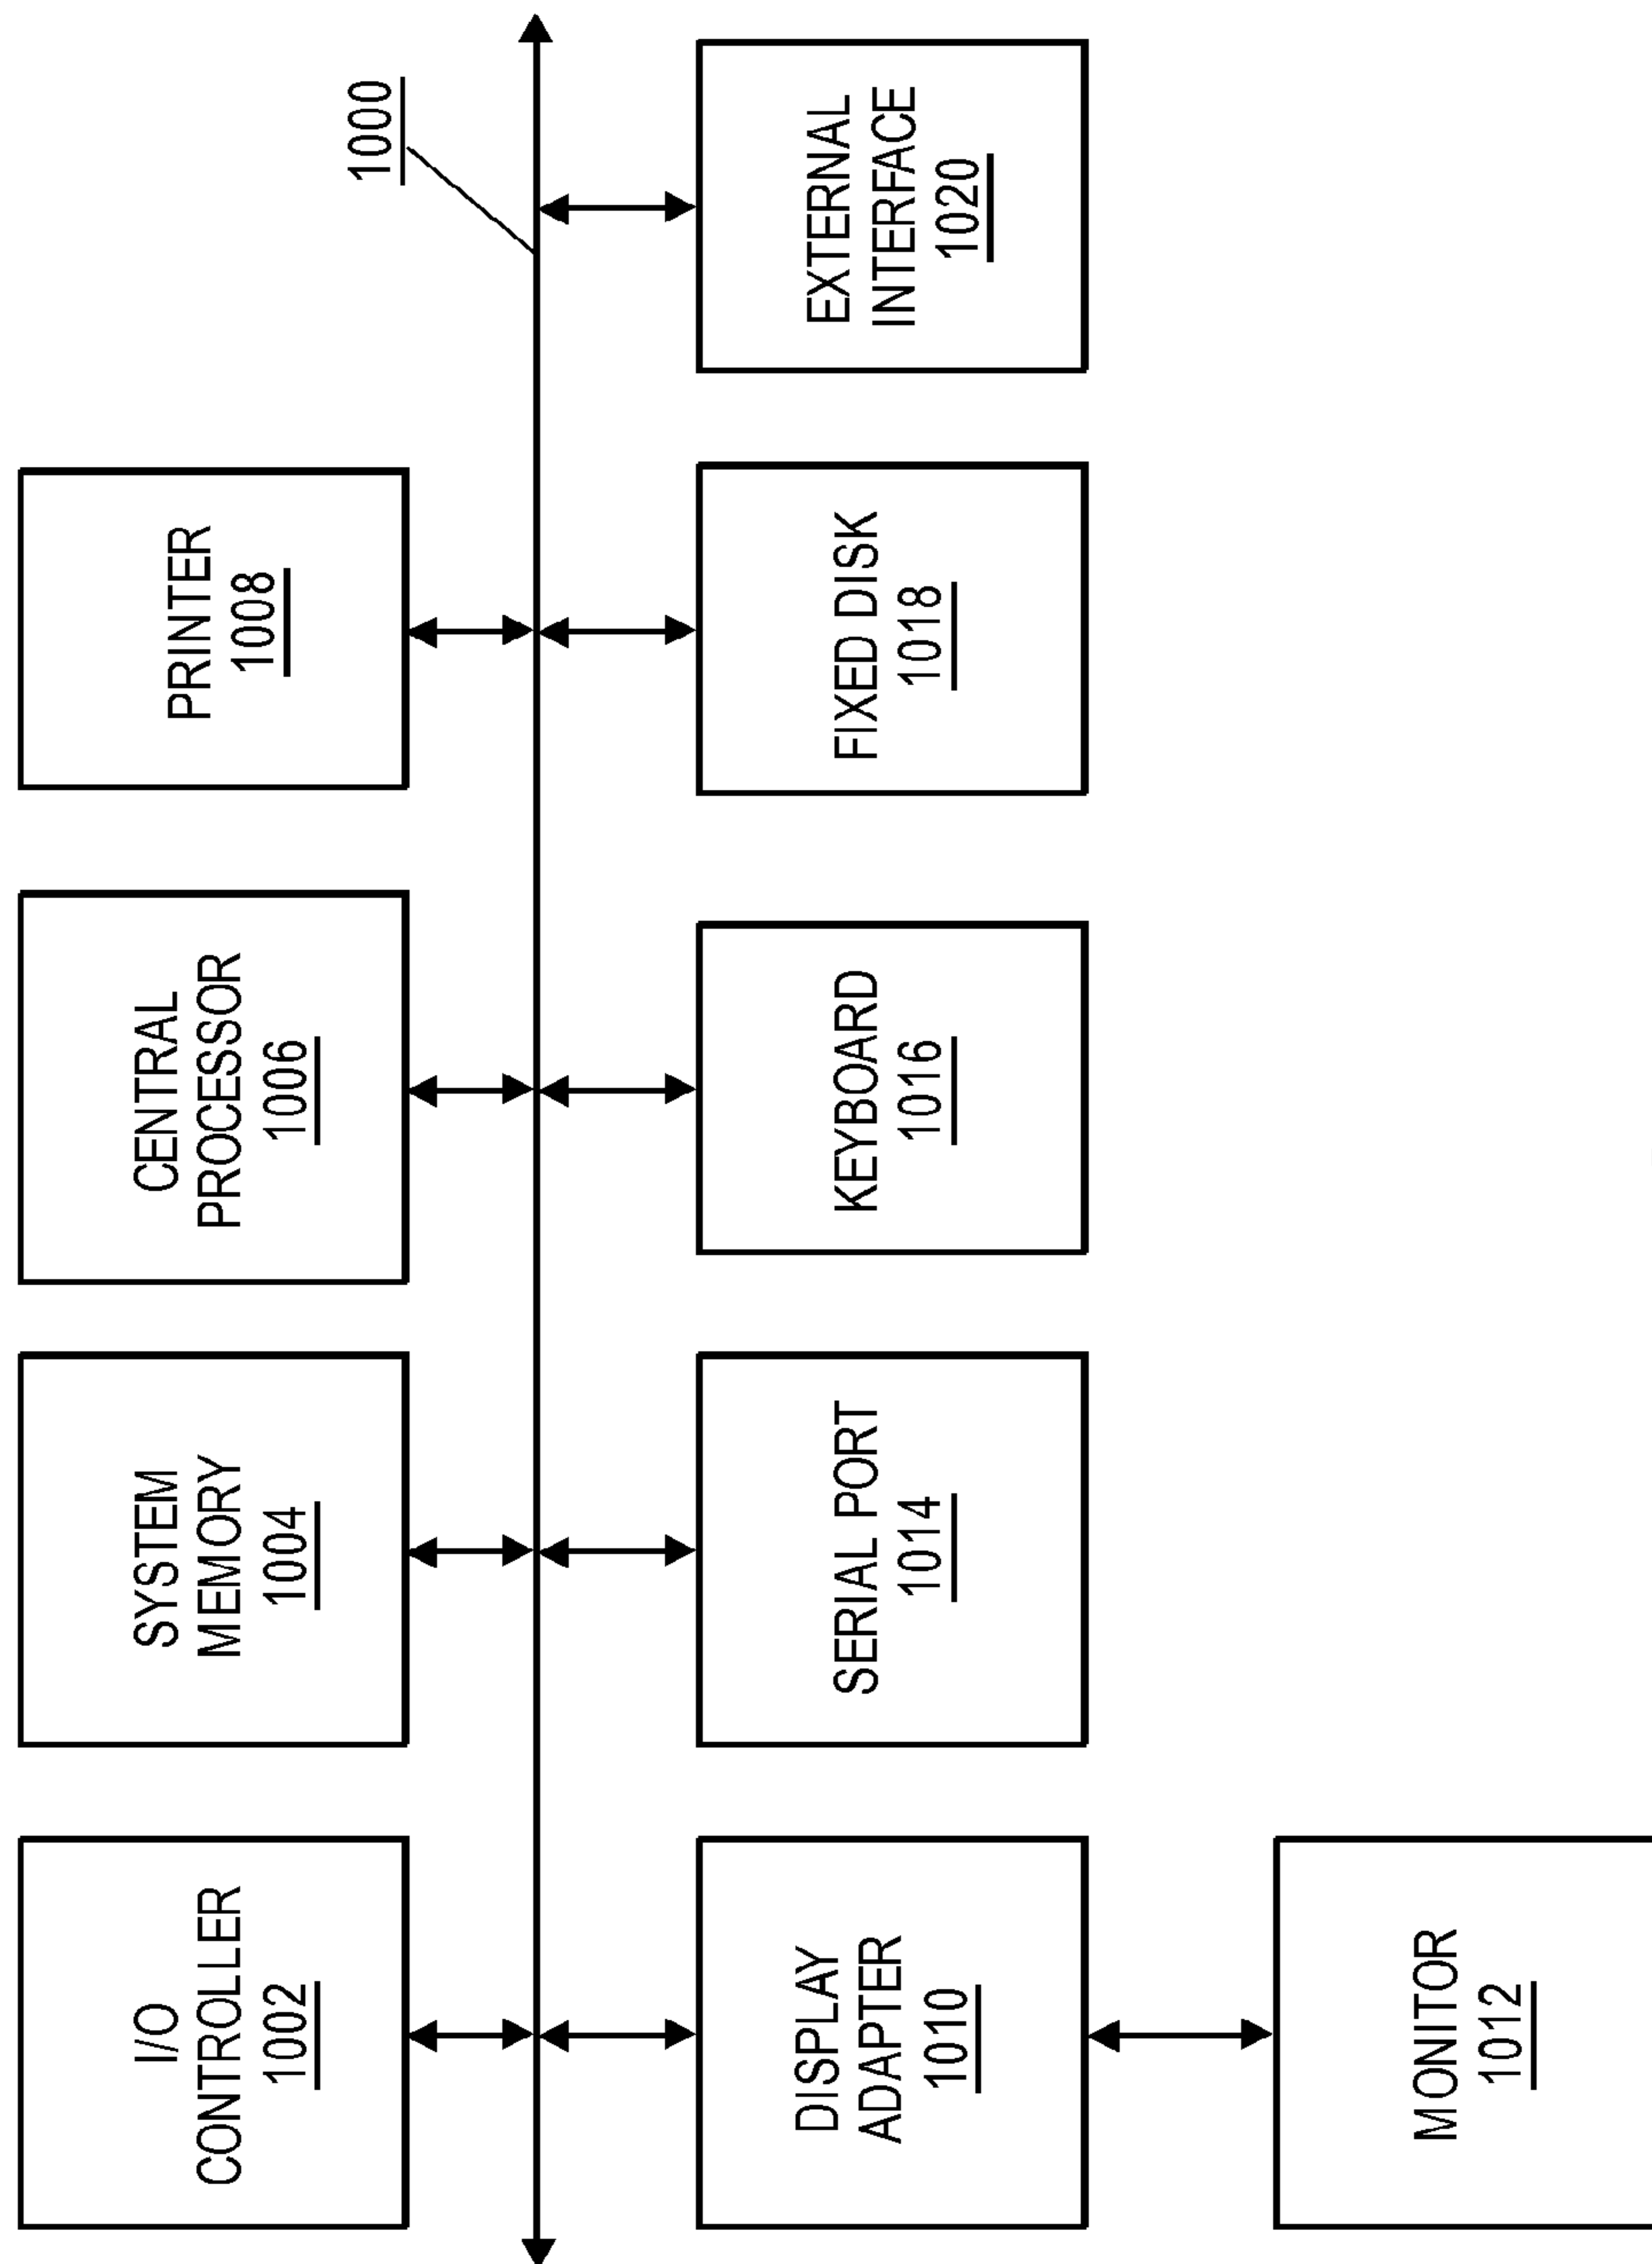 I/O
CONTROLLER
1002
SYSTEM
MEMORY
1004
CENTRAL
PROCESSOR
1006
PRINTER
1008
1000
DISPLAY
ADAPTER
1010
SERIAL PORT
1014
KEYBOARD
1016
FIXED DISK
1018
EXTERNAL
INTERFACE
1020
MONITOR
1012